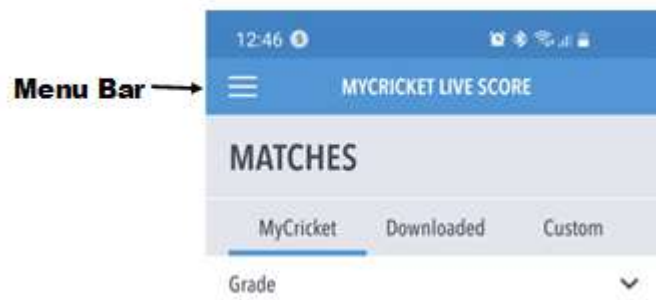 12:46
Menu Bar
MYCRICKET LIVE SCORE
MATCHES
MyCricket Downloaded Custom
Grade